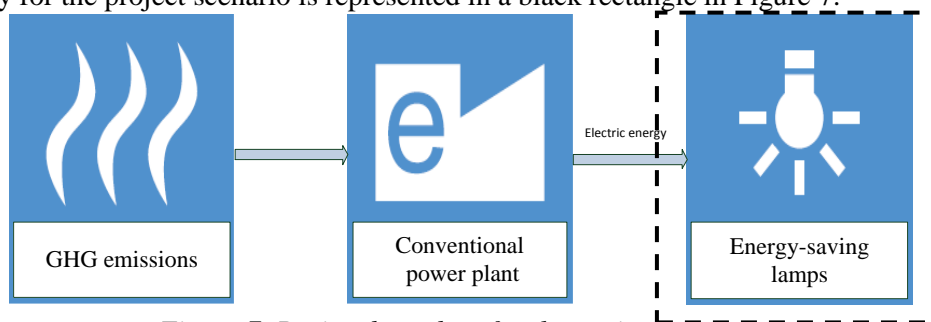 y for the project scenario is represented in a black rectangle in Figure 7.
e
Electric energy
GHG emissions
Conventional
power plant
Energy-saving
lamps